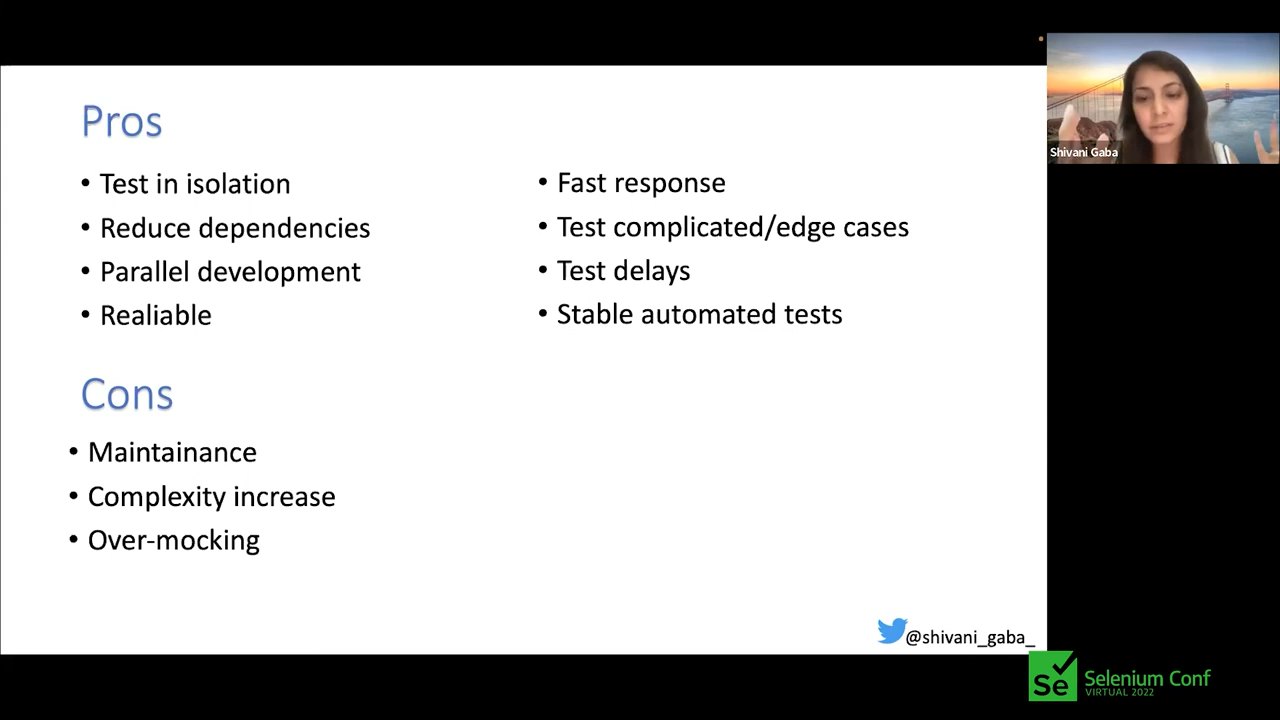 Pros
• Test in isolation
• Reduce dependencies
• Parallel development
• Realiable
• Fast response
• Test complicated/edge cases
• Test delays
• Stable automated tests
Cons
• Maintainance
• Complexity increase
• Over-mocking
@shivani_gaba_
Shivani Gaba
Se
Selenium Conf
VIRTUAL 2022